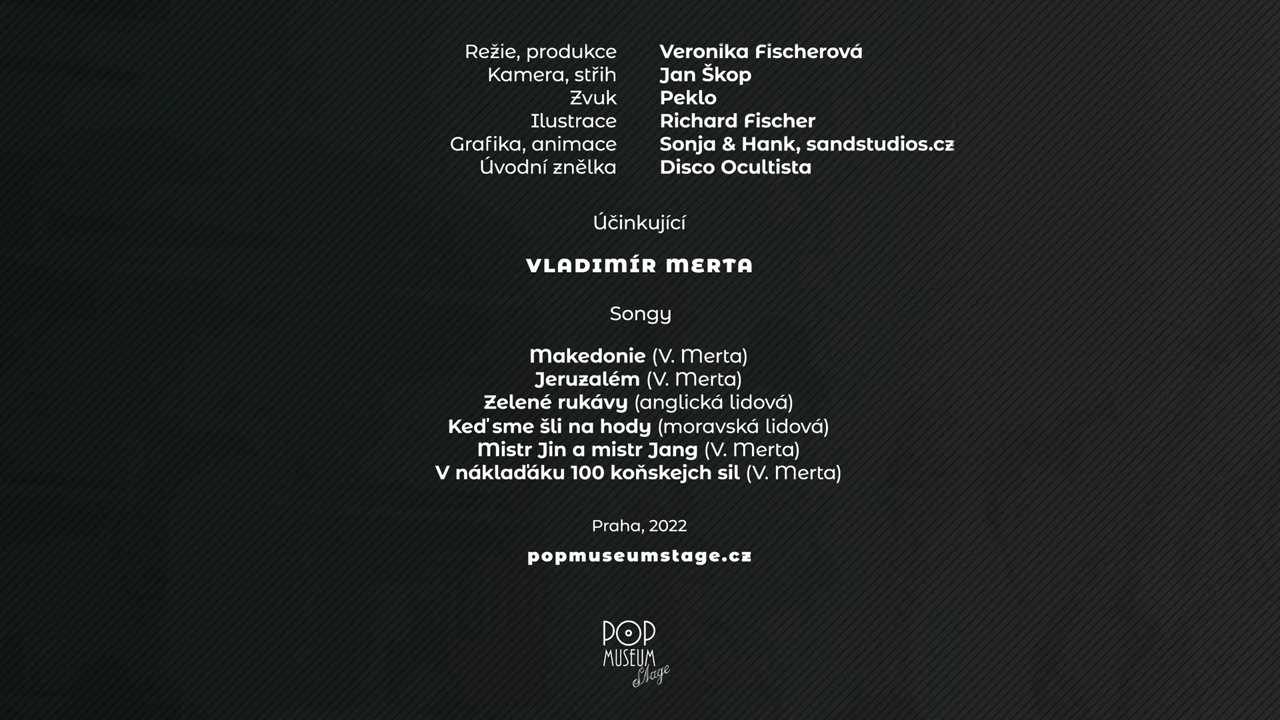 Režie, produkce Veronika Fischerová
Kamera, střih Jan Škop
Zvuk Peklo
Ilustrace Richard Fischer
Grafika, animace Sonja & Hank, sandstudios.cz
Úvodní znělka Disco Ocultista
Účinkující
VLADIMÍR MERTA
Songy
Makedonie (V. Merta)
Jeruzalém (V. Merta)
Zelené rukávy (anglická lidová)
Keď sme šli na hody (moravská lidová)
Mistr Jin a mistr Jang (V. Merta)
V náklaďáku 100 koňskejch sil (V. Merta)
Praha, 2022
popmuseumstage.cz
POP
MUSEUM
Stage